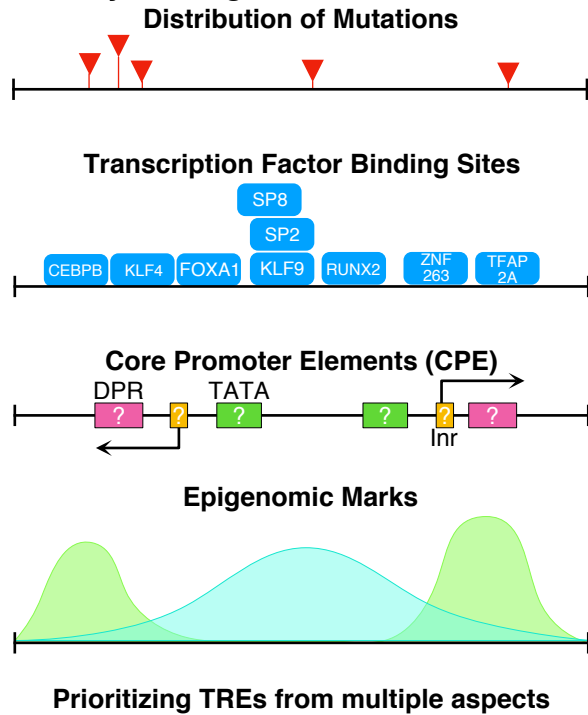 Distribution of Mutations
Transcription Factor Binding Sites
SP8
SP2
CEBPB KLF4 FOXA1 KLF9 RUNX2 ZNF 263 TFAP 2A
Core Promoter Elements (CPE)
DPR TATA
? ? ? ? ? ?
Inr
Epigenomic Marks
Prioritizing TREs from multiple aspects